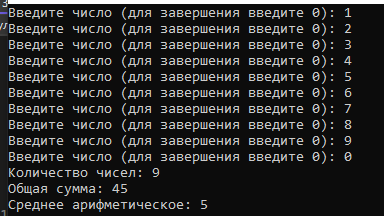 Введите число (для завершения введите 0): 1
Введите число (для завершения введите 0): 2
Введите число (для завершения введите 0): 3
Введите число (для завершения введите 0): 4
Введите число (для завершения введите 0): 5
Введите число (для завершения введите 0): 6
Введите число (для завершения введите 0): 7
Введите число (для завершения введите 0): 8
Введите число (для завершения введите 0): 9
Введите число (для завершения введите 0): 0
Количество чисел: 9
Общая сумма: 45
Среднее арифметическое: 5